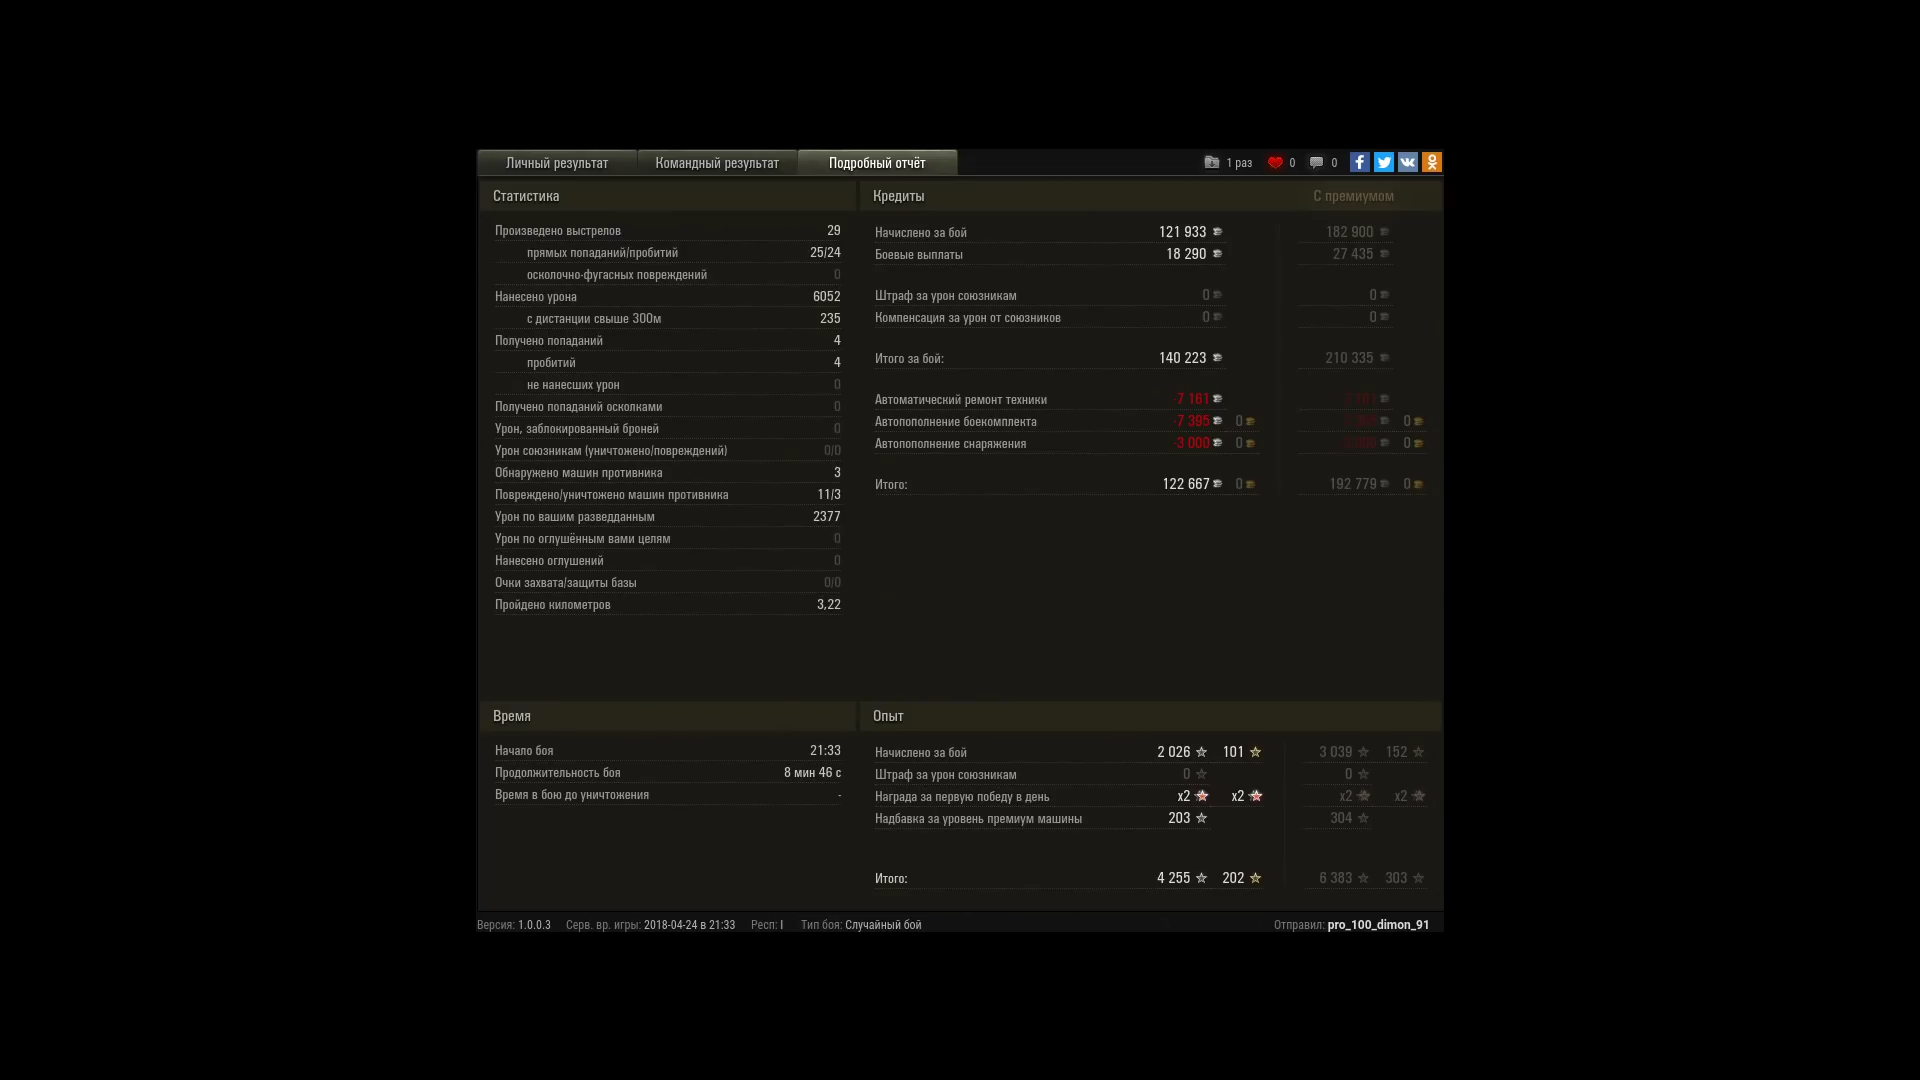 Личный результат Командный результат Подробный отчёт 1 раз 0 0
Статистика
Произведено выстрелов 29
прямых попаданий/пробитий 25/24
осколочно-фугасных повреждений 0
Нанесено урона 6052
с дистанции свыше 300м 235
Получено попаданий 4
пробитий 4
не нанесших урон 0
Получено попаданий осколками 0
Урон, заблокированный броней 0
Урон союзникам (уничтожено/повреждений) 0/0
Обнаружено машин противника 3
Повреждено/уничтожено машин противника 11/3
Урон по вашим разведданным 2377
Урон по оглушённым вами целям 0
Нанесено оглушений 0
Очки захвата/защиты базы 0/0
Пройдено километров 3,22
Кредиты С премиумом
Начислено за бой 121 933 182 900
Боевые выплаты 18 290 27 435
Штраф за урон союзникам 0 0
Компенсация за урон от союзников 0 0
Итого за бой: 140 223 210 335
Автоматический ремонт техники -7 161
Автопополнение боекомплекта -7 395 0 0
Автопополнение снаряжения -3 000 0 0
Итого: 122 667 0 192 779 0
Время
Начало боя 21:33
Продолжительность боя 8 мин 46 с
Время в бою до уничтожения -
Опыт
Начислено за бой 2 026 101 3 039 152
Штраф за урон союзникам 0 0
Награда за первую победу в день x2 x2 x2 x2
Надбавка за уровень премиум машины 203 304
Итого: 4 255 202 6 383 303
Версия: 1.0.0.3 Серв. вр. игры: 2018-04-24 в 21:33 Респ: I Тип боя: Случайный бой Отправил: pro_100_dimon_91